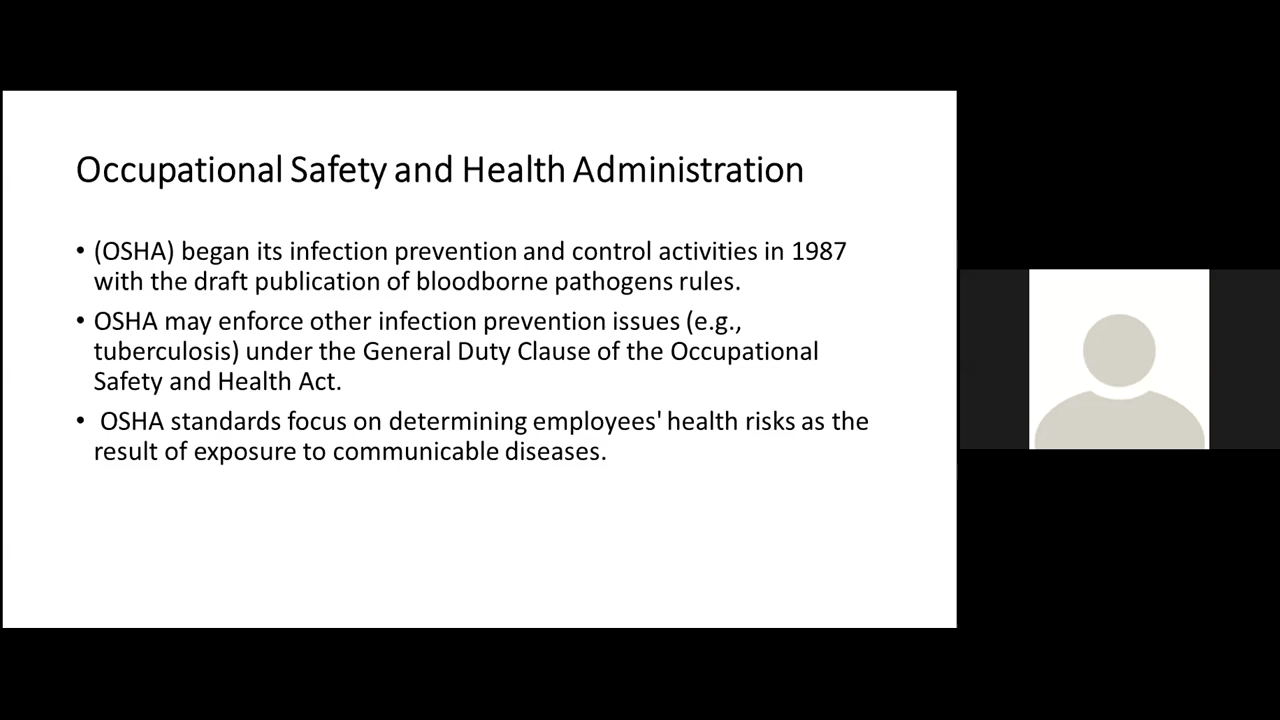 Occupational Safety and Health Administration
• (OSHA) began its infection prevention and control activities in 1987
with the draft publication of bloodborne pathogens rules.
• OSHA may enforce other infection prevention issues (e.g.,
tuberculosis) under the General Duty Clause of the Occupational
Safety and Health Act.
• OSHA standards focus on determining employees' health risks as the
result of exposure to communicable diseases.